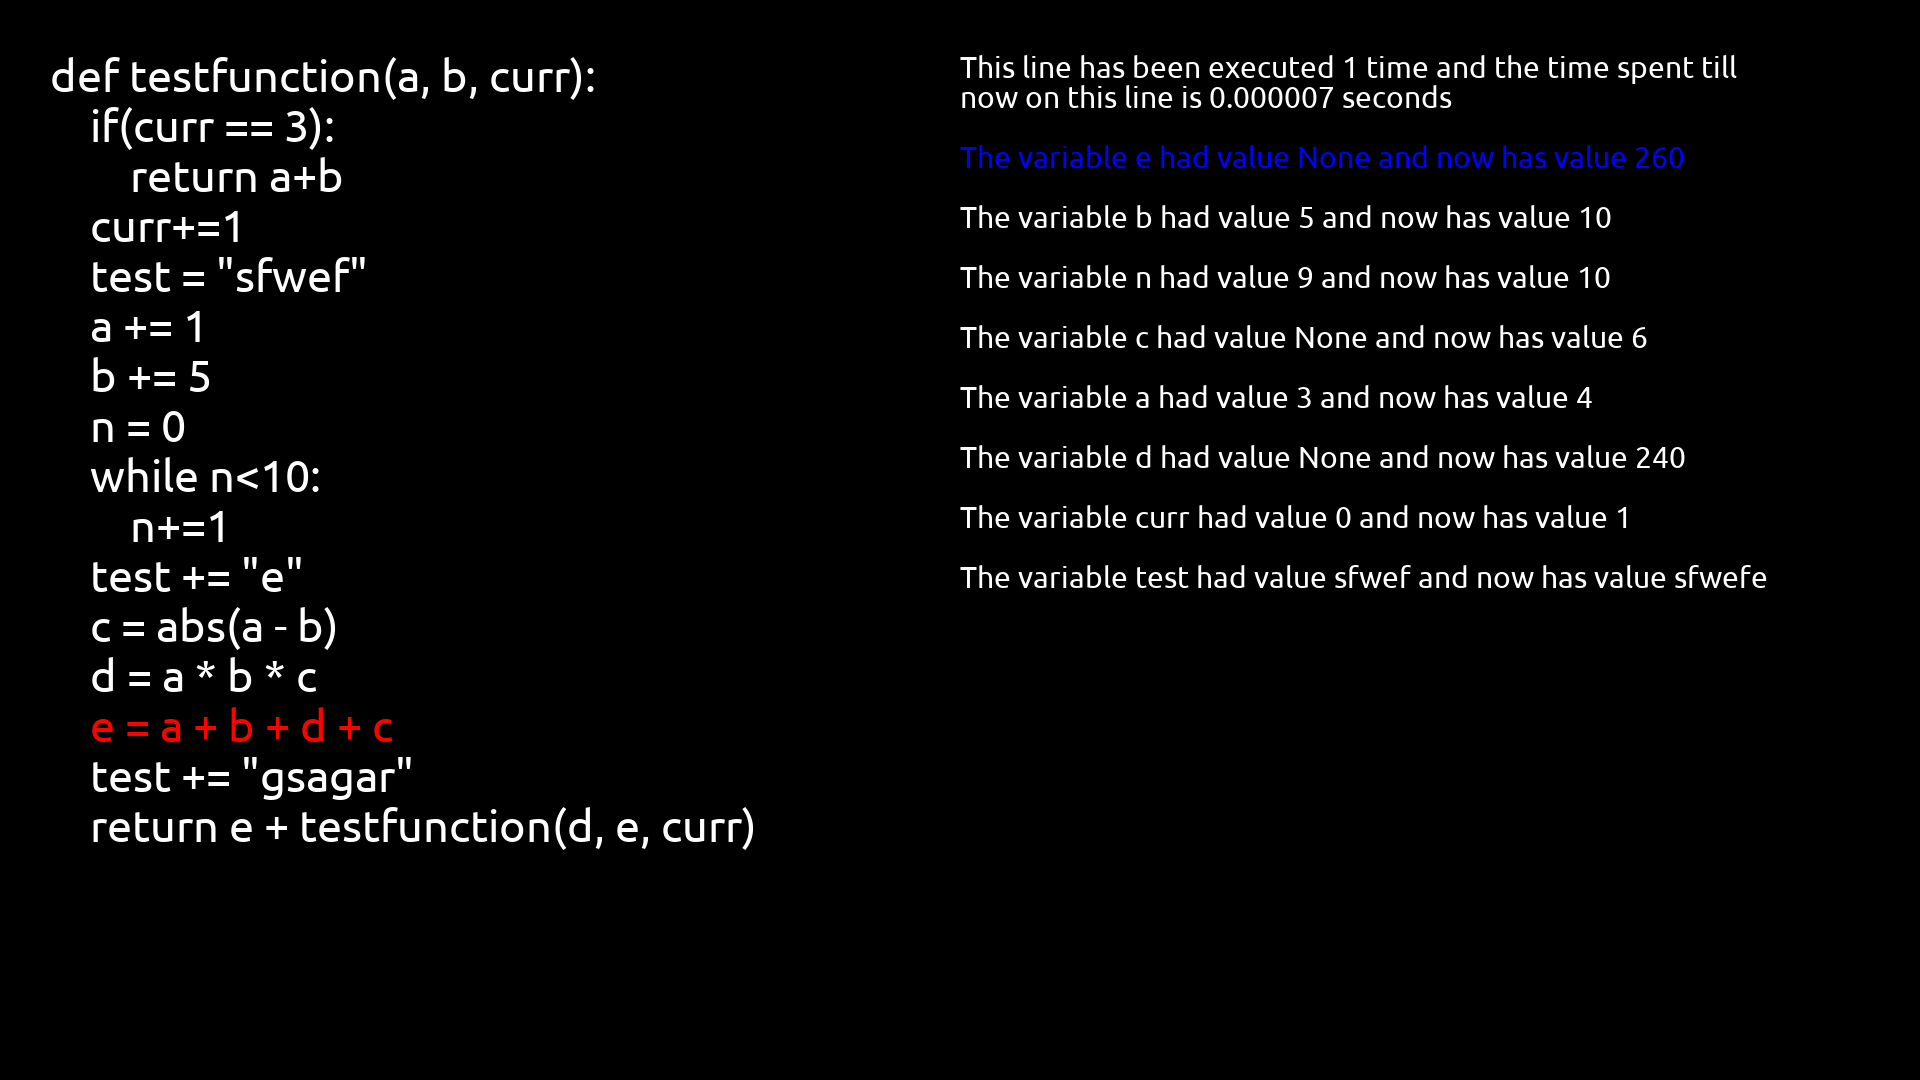 def testfunction(a, b, curr):
if(curr == 3):
return a+b
curr+=1
test = "sfwef"
a += 1
b += 5
n = 0
while n<10:
n+=1
test += "e"
c = abs(a - b)
d = a * b * c
e = a + b + d + c
test += "gsagar"
return e + testfunction(d, e, curr)
This line has been executed 1 time and the time spent till
now on this line is 0.000007 seconds
The variable e had value None and now has value 260
The variable b had value 5 and now has value 10
The variable n had value 9 and now has value 10
The variable c had value None and now has value 6
The variable a had value 3 and now has value 4
The variable d had value None and now has value 240
The variable curr had value 0 and now has value 1
The variable test had value sfwef and now has value sfwefe